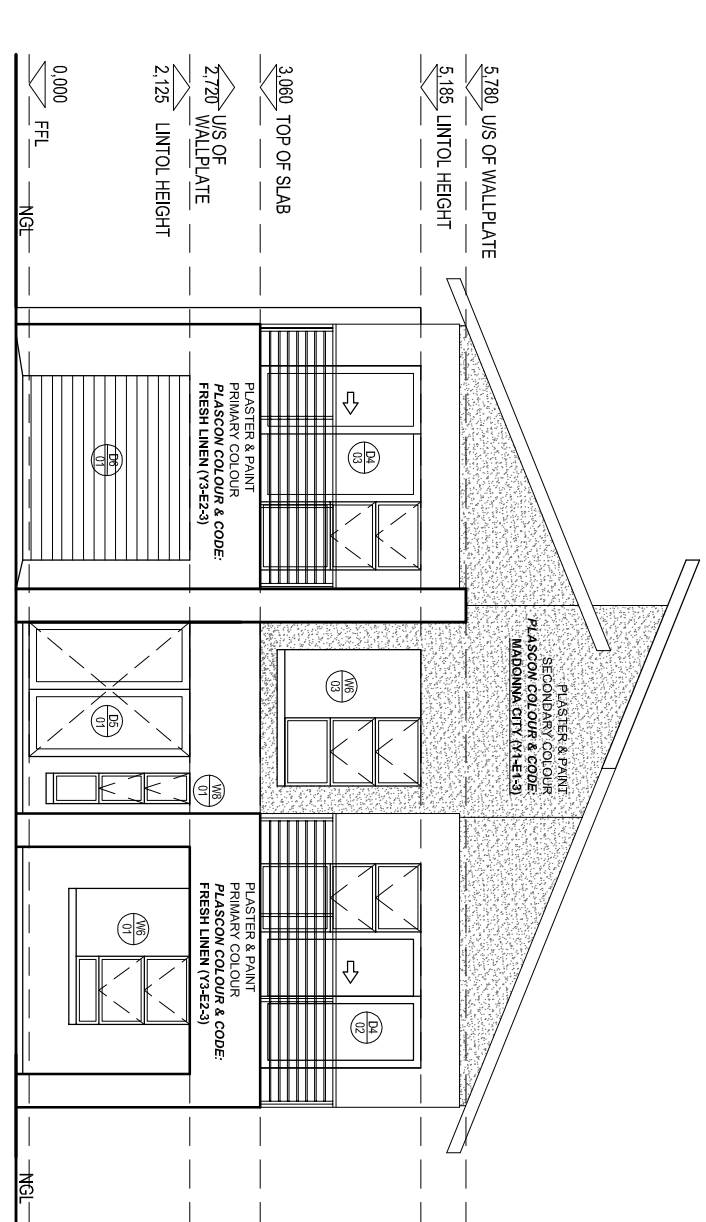 5,780 U/S OF WALLPLATE
5,185 LINTOL HEIGHT
3,060 TOP OF SLAB
2,720 U/S OF
WALLPLATE
2,125 LINTOL HEIGHT
0,000 FFL
NGL
NGL
PLASTER & PAINT
SECONDARY COLOUR
PLASCON COLOUR & CODE:
MADONNA CITY (Y1-E1-3)
D4
03
W6
03
D4
02
PLASTER & PAINT
PRIMARY COLOUR
PLASCON COLOUR & CODE:
FRESH LINEN (Y3-E2-3)
PLASTER & PAINT
PRIMARY COLOUR
PLASCON COLOUR & CODE:
FRESH LINEN (Y3-E2-3)
D6
01
D5
01
W8
01
W6
01